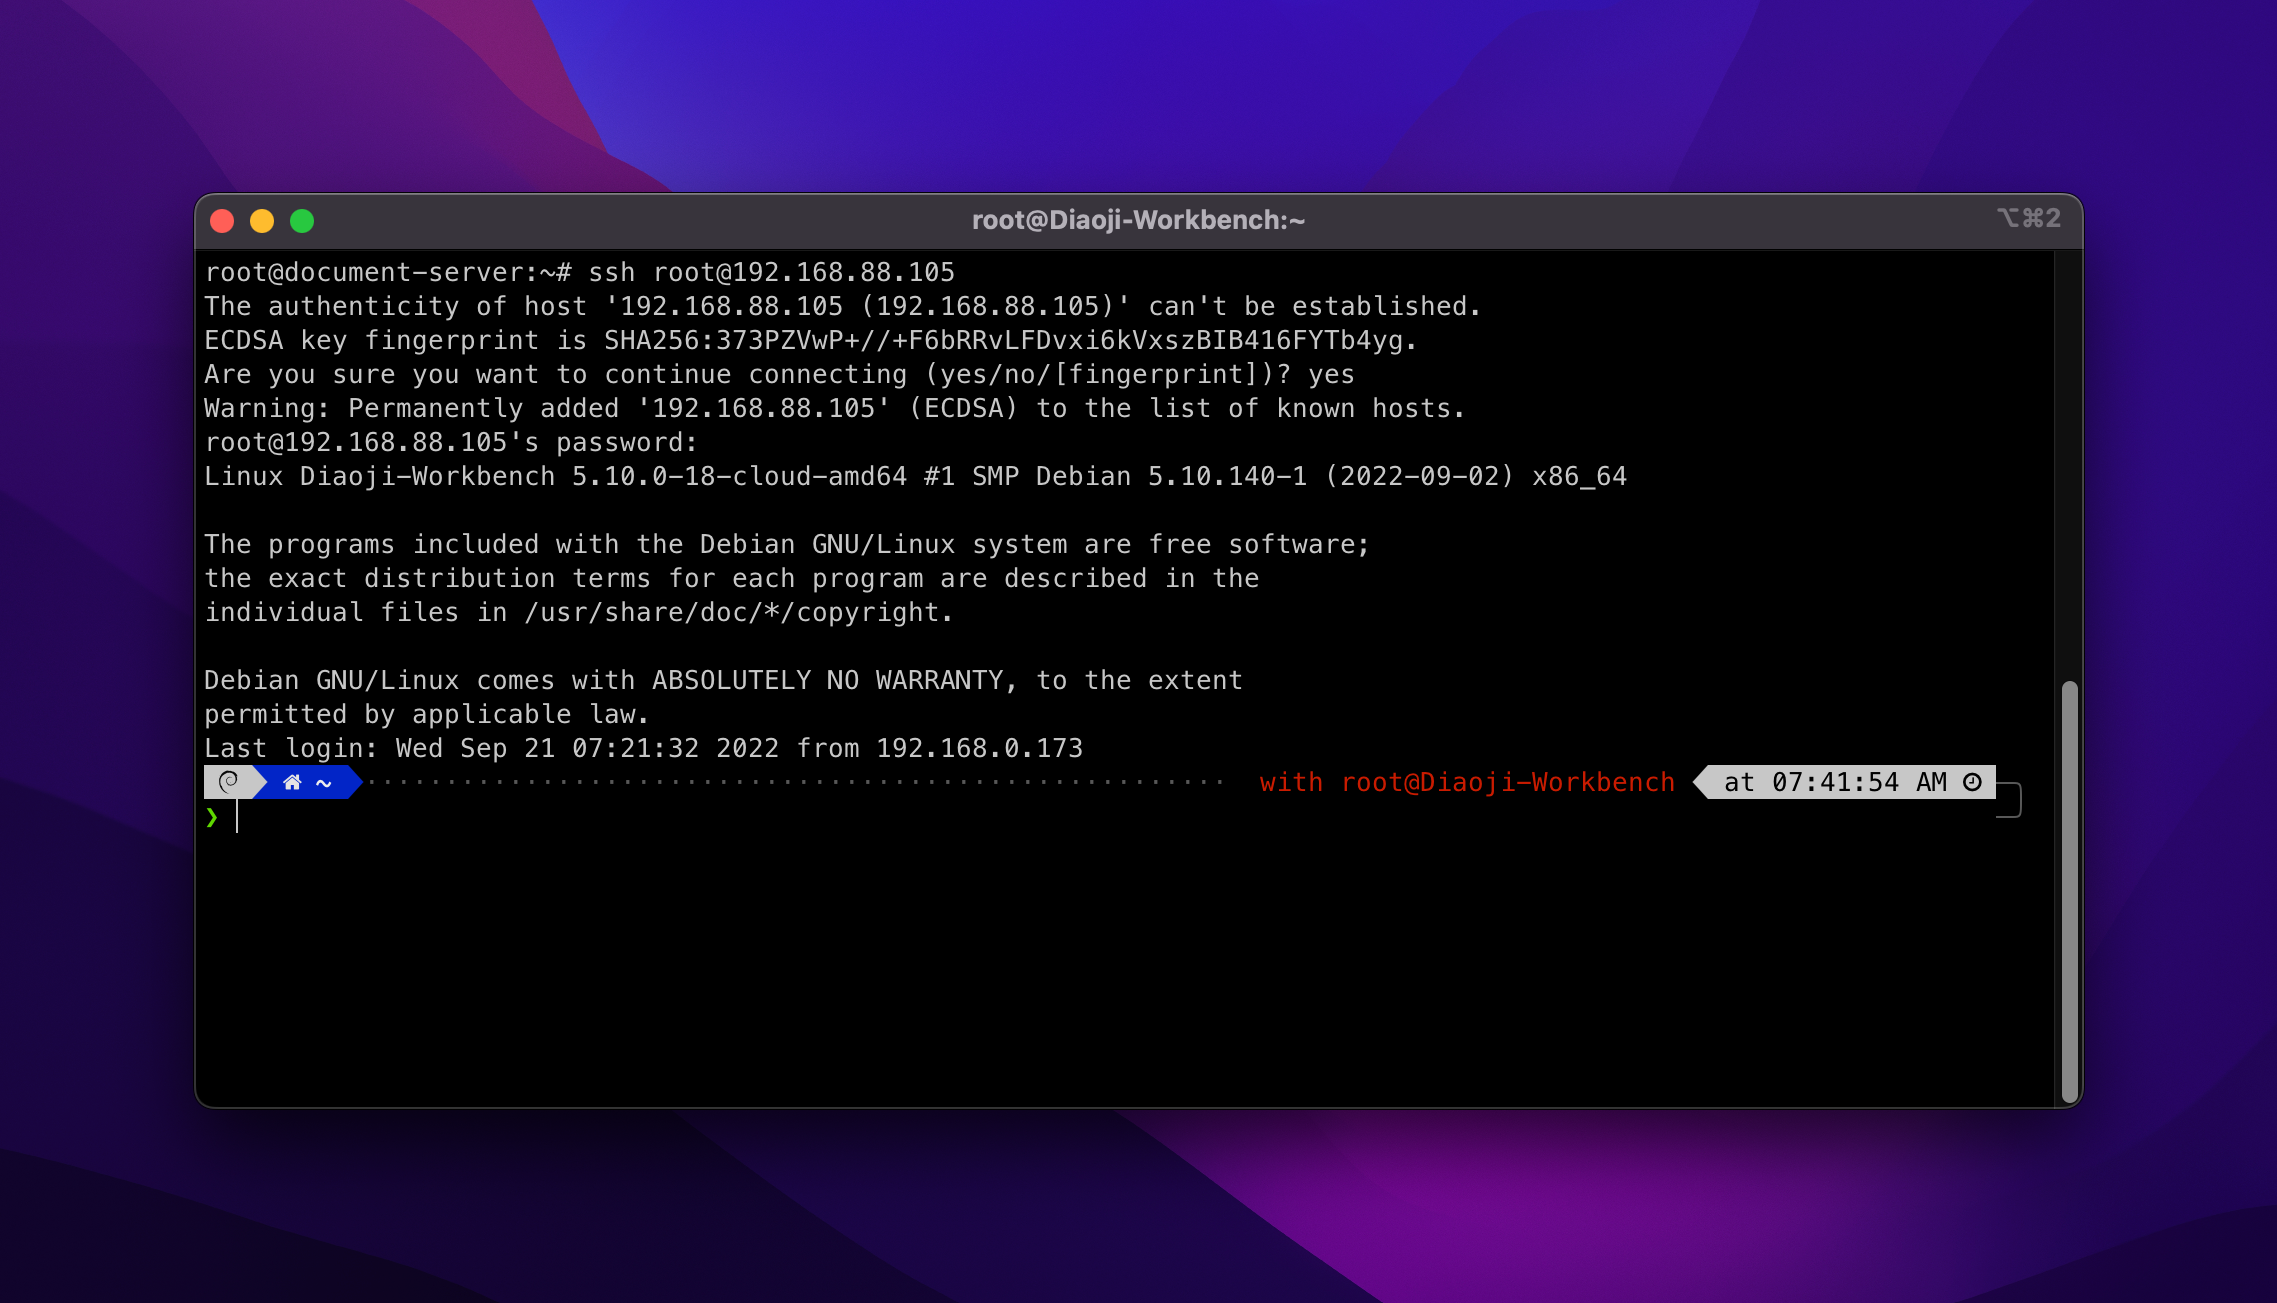 root@Diaoji-Workbench:~
⌥⌘2
root@document-server:~# ssh root@192.168.88.105
The authenticity of host '192.168.88.105 (192.168.88.105)' can't be established.
ECDSA key fingerprint is SHA256:373PZVwP+//+F6bRRvLFDvxi6kVxszBIB416FYTb4yg.
Are you sure you want to continue connecting (yes/no/[fingerprint])? yes
Warning: Permanently added '192.168.88.105' (ECDSA) to the list of known hosts.
root@192.168.88.105's password:
Linux Diaoji-Workbench 5.10.0-18-cloud-amd64 #1 SMP Debian 5.10.140-1 (2022-09-02) x86_64
The programs included with the Debian GNU/Linux system are free software;
the exact distribution terms for each program are described in the
individual files in /usr/share/doc/*/copyright.
Debian GNU/Linux comes with ABSOLUTELY NO WARRANTY, to the extent
permitted by applicable law.
Last login: Wed Sep 21 07:21:32 2022 from 192.168.0.173
~ with root@Diaoji-Workbench at 07:41:54 AM
❯